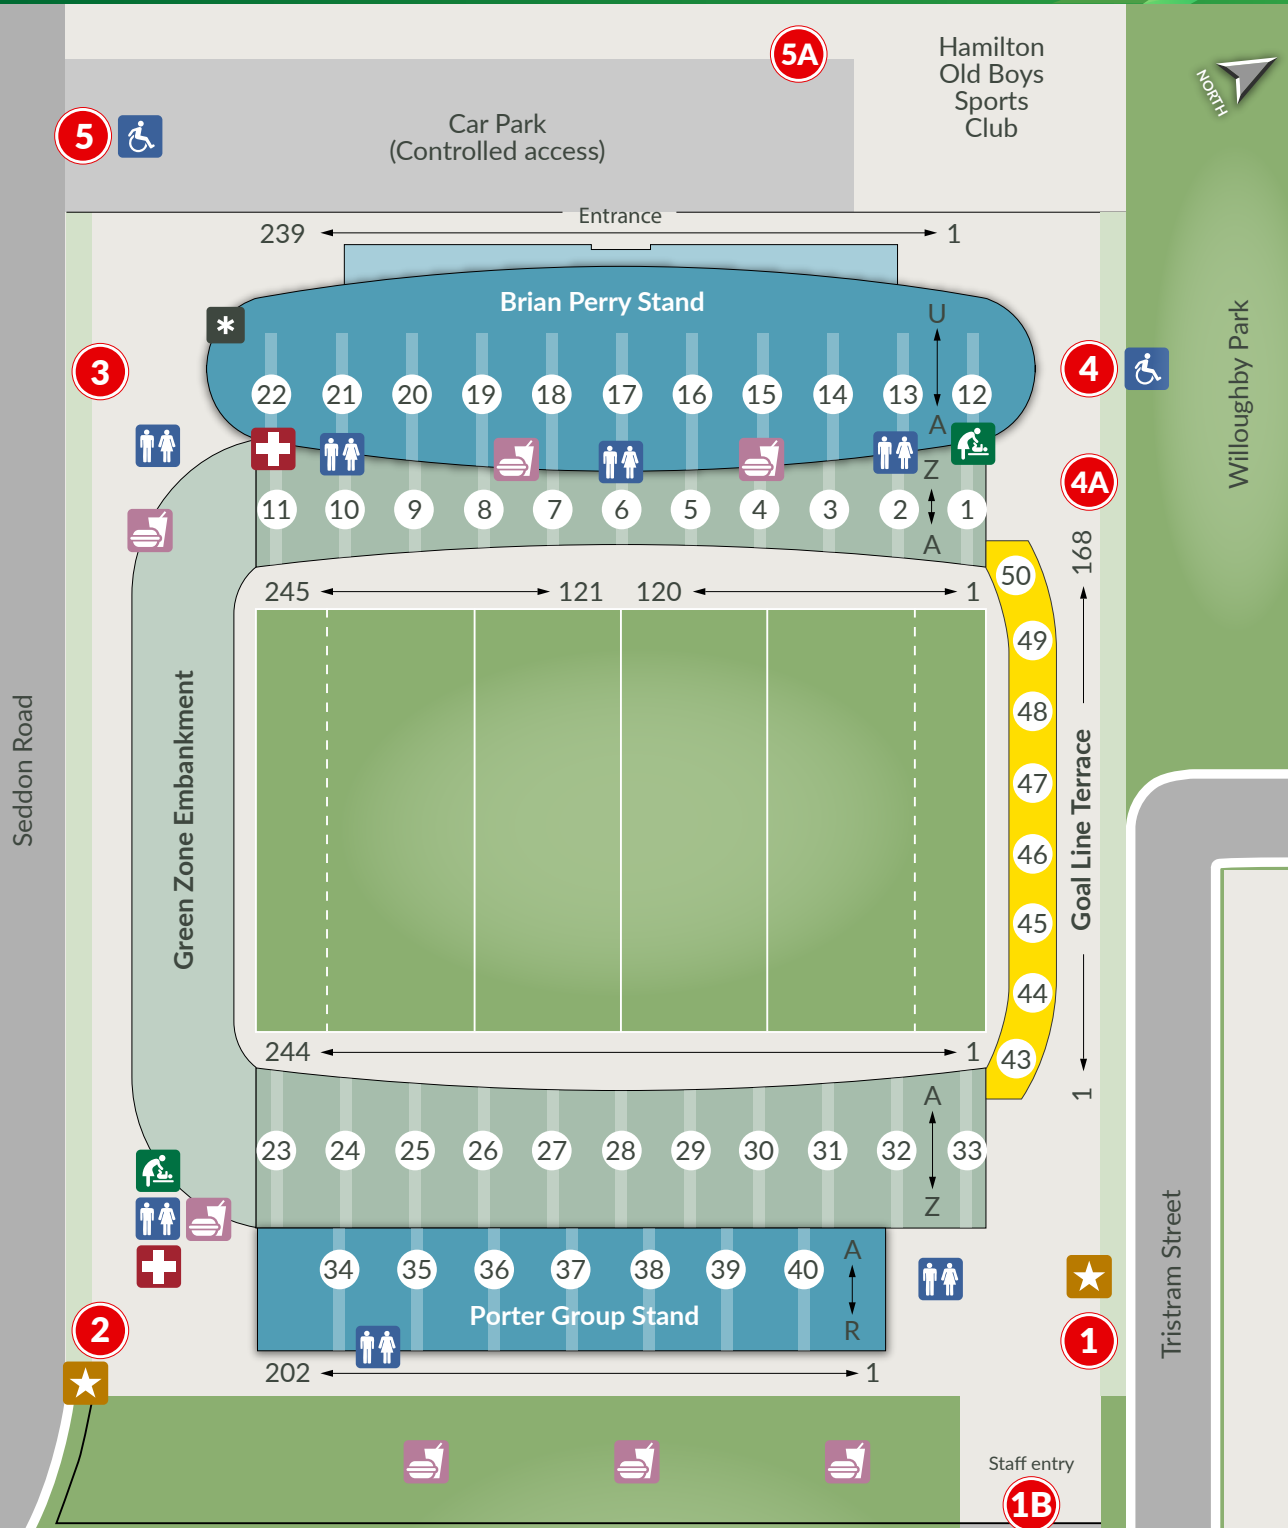 5A
Hamilton
Old Boys
Sports
Club
NORTH
5
Car Park
(Controlled access)
Entrance
239
1
Brian Perry Stand
U
*
3
4
22
21
20
19
18
17
16
15
14
13
12
A
Willoughby Park
Z
4A
11
10
9
8
7
6
5
4
3
2
1
A
168
50
245
121
120
1
49
48
47
46
45
44
43
Goal Line Terrace
1
Green Zone Embankment
Seddon Road
244
1
A
23
24
25
26
27
28
29
30
31
32
33
Z
34
35
36
37
38
39
40
A
Porter Group Stand
R
Tristram Street
2
1
202
1
Staff entry
1B